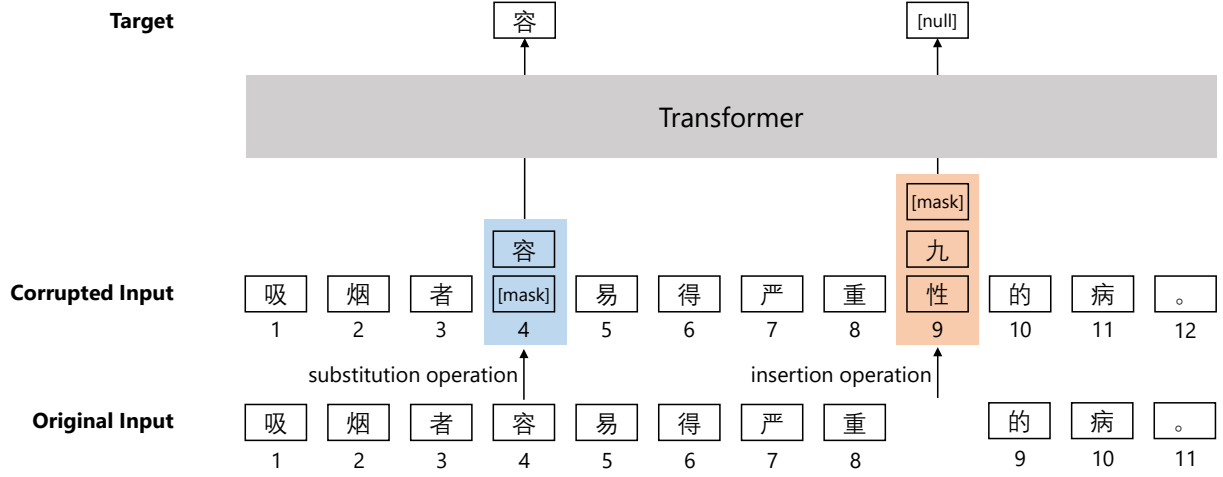 Target 容 [null]
Transformer
[mask]
容 九
Corrupted Input 吸 烟 者 [mask] 易 得 严 重 性 的 病 。
1 2 3 4 5 6 7 8 9 10 11 12
substitution operation insertion operation
Original Input 吸 烟 者 容 易 得 严 重 的 病 。
1 2 3 4 5 6 7 8 9 10 11